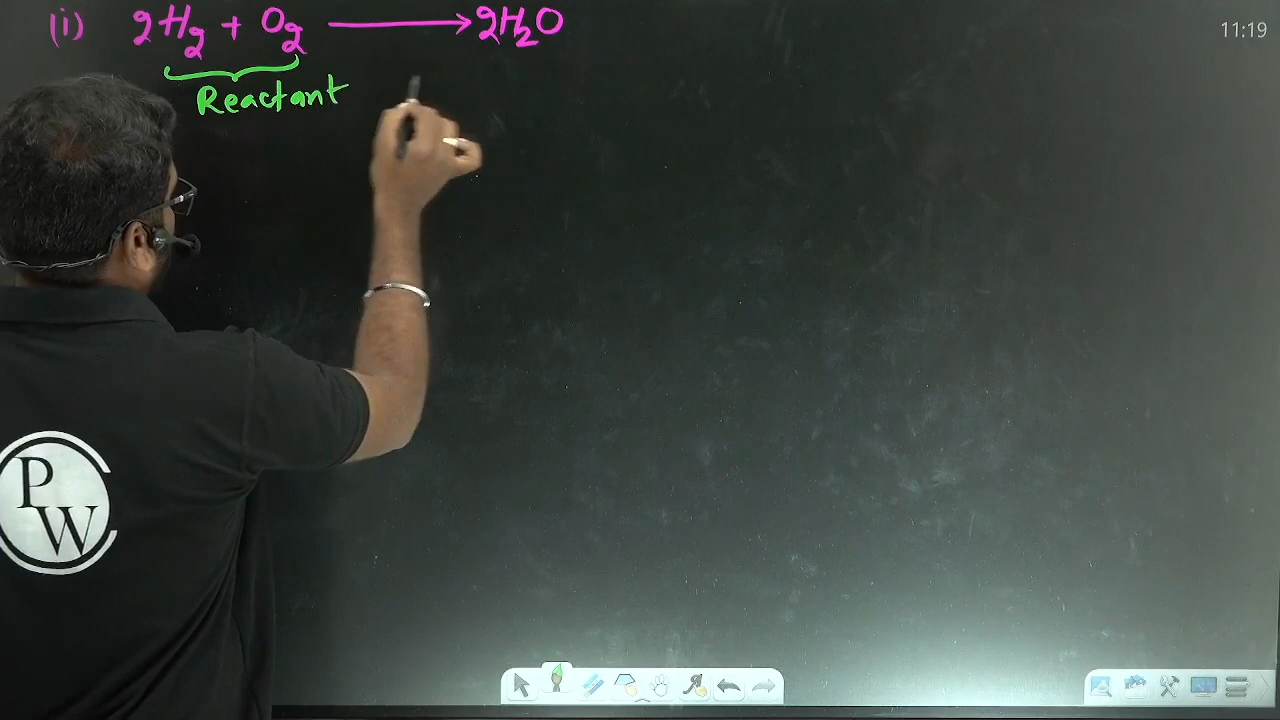 (i) 2H2 + O2 ⟶ 2H2O
11:19
Reactant
PW